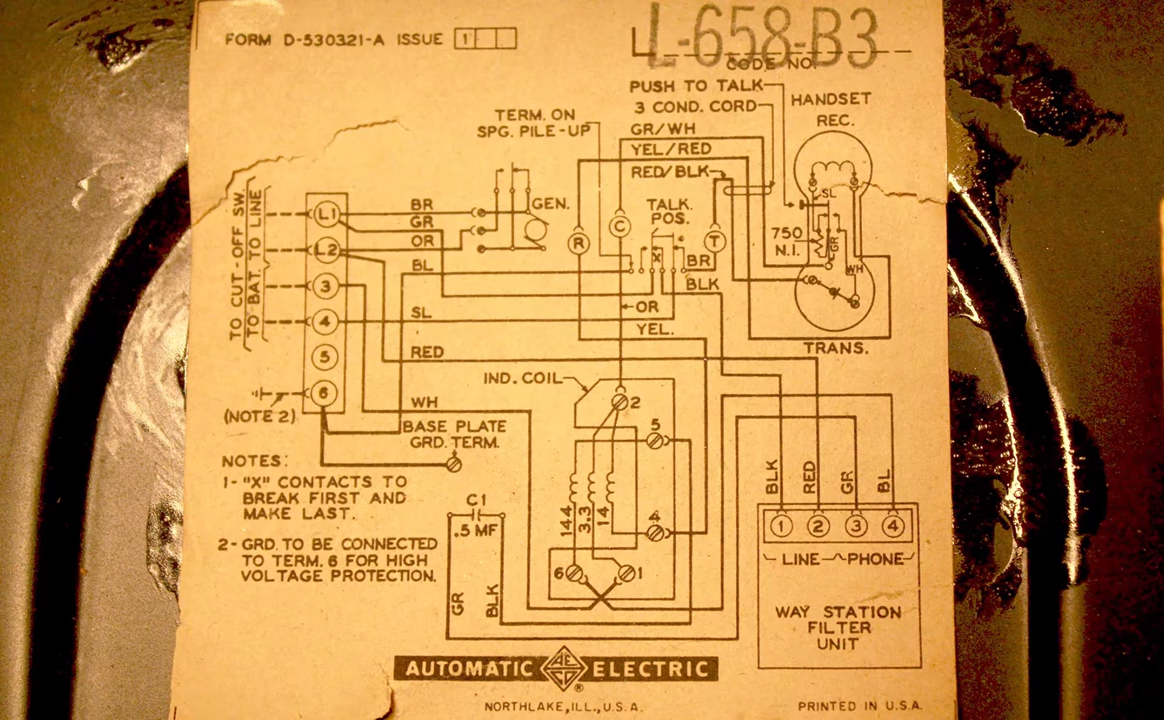 FORM D-530321-A ISSUE 1
L-658-B3
CODE NO.
PUSH TO TALK
3 COND. CORD
HANDSET
REC.
TERM. ON
SPG. PILE-UP
GR/WH
YEL/RED
RED/BLK
SL
TO CUT-OFF SW.
TO BAT. TO LINE
L1
L2
3
4
5
6
BR
GR
OR
BL
SL
RED
WH
GEN.
R
C
T
TALK.
POS.
X
BR
BLK
OR
YEL.
750
N.I.
GR
WH
TRANS.
(NOTE 2)
IND. COIL
2
5
4
6
1
144
3.3
14
BASE PLATE
GRD. TERM.
C1
.5 MF
GR
BLK
NOTES:
1- "X" CONTACTS TO
BREAK FIRST AND
MAKE LAST.
2- GRD. TO BE CONNECTED
TO TERM. 6 FOR HIGH
VOLTAGE PROTECTION.
BLK
RED
GR
BL
1 2 3 4
LINE PHONE
WAY STATION
FILTER
UNIT
AUTOMATIC AE CO ELECTRIC
®
NORTHLAKE, ILL., U.S.A.
PRINTED IN U.S.A.